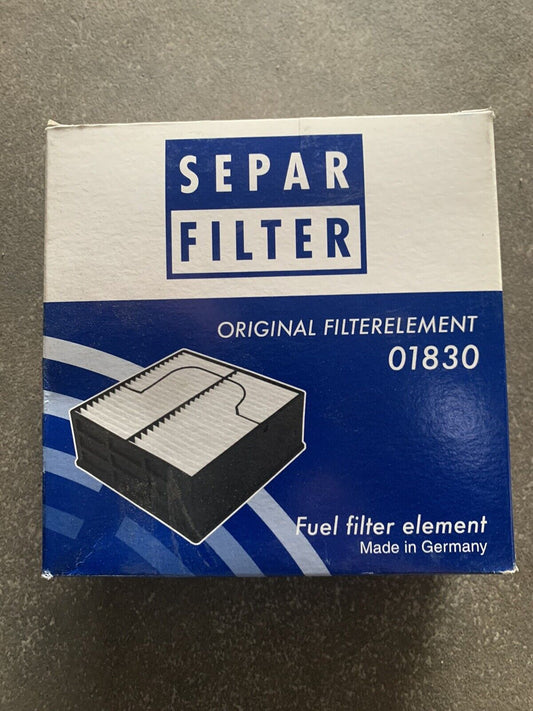 SEPAR
FILTER
ORIGINAL FILTERELEMENT
01830
Fuel filter element
Made in Germany